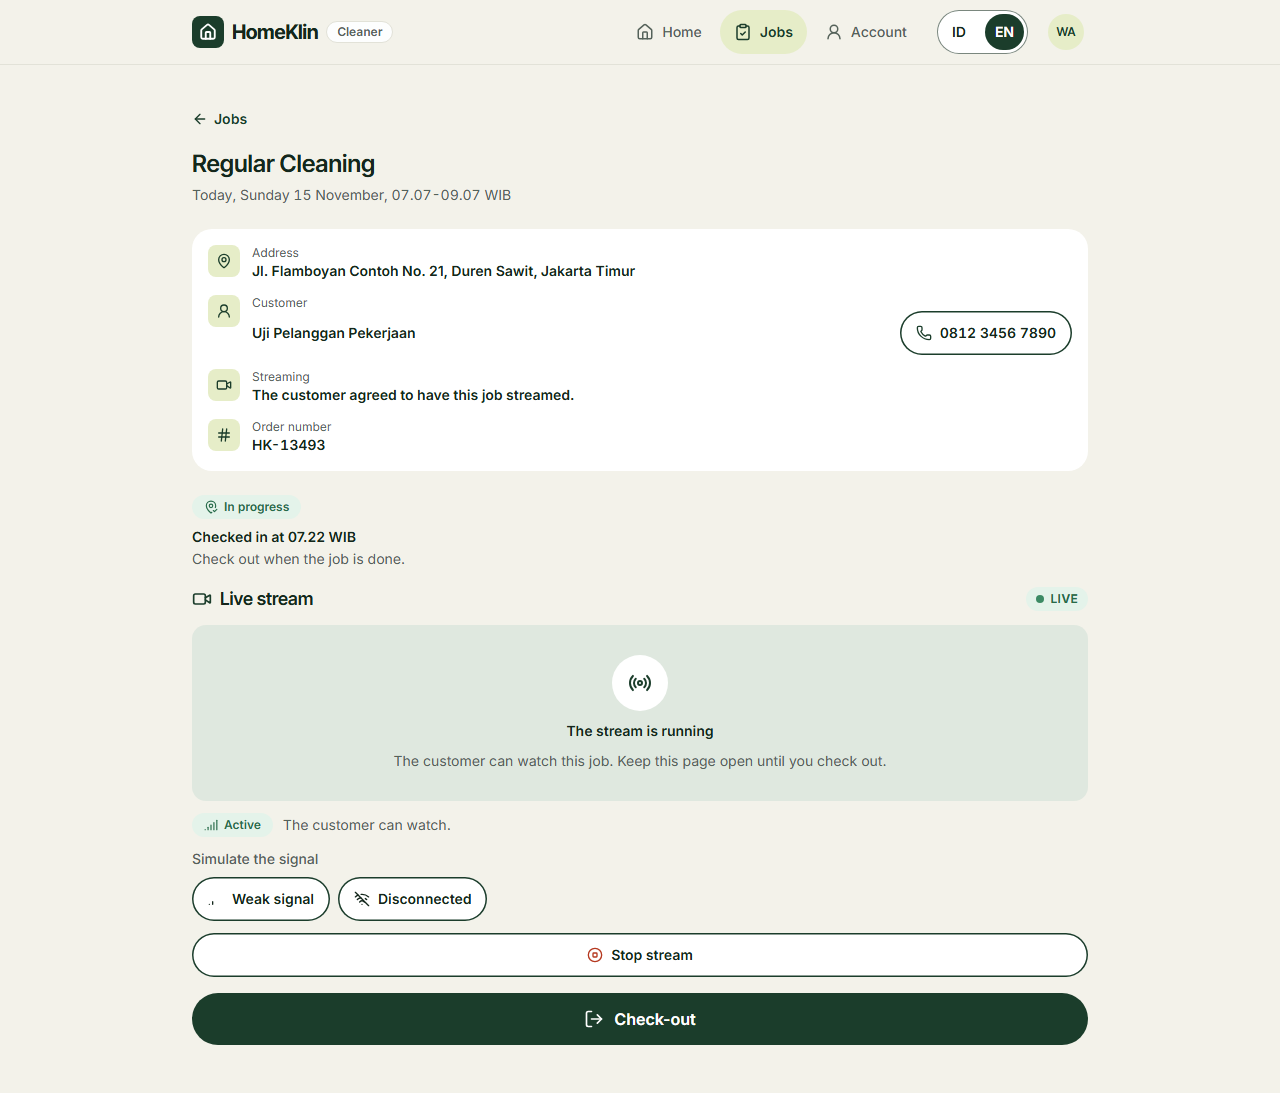 HomeKlin Cleaner Home Jobs Account ID EN WA
Jobs
Regular Cleaning
Today, Sunday 15 November, 07.07-09.07 WIB
Address
Jl. Flamboyan Contoh No. 21, Duren Sawit, Jakarta Timur
Customer
Uji Pelanggan Pekerjaan 0812 3456 7890
Streaming
The customer agreed to have this job streamed.
Order number
HK-13493
In progress
Checked in at 07.22 WIB
Check out when the job is done.
Live stream LIVE
The stream is running
The customer can watch this job. Keep this page open until you check out.
Active The customer can watch.
Simulate the signal
Weak signal Disconnected
Stop stream
Check-out